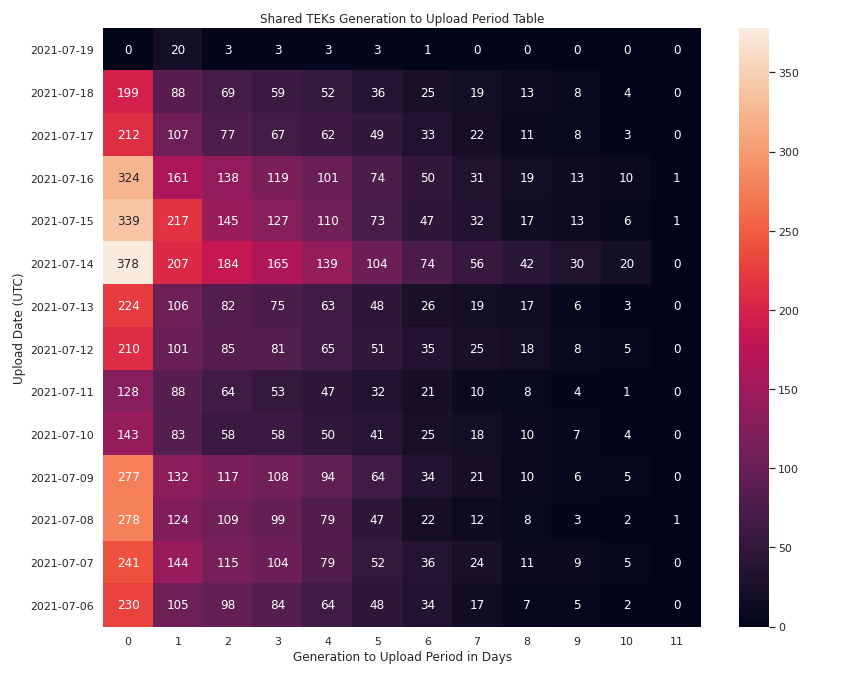 Shared TEKs Generation to Upload Period Table
Upload Date (UTC)
2021-07-19 0 20 3 3 3 3 1 0 0 0 0 0
2021-07-18 199 88 69 59 52 36 25 19 13 8 4 0
2021-07-17 212 107 77 67 62 49 33 22 11 8 3 0
2021-07-16 324 161 138 119 101 74 50 31 19 13 10 1
2021-07-15 339 217 145 127 110 73 47 32 17 13 6 1
2021-07-14 378 207 184 165 139 104 74 56 42 30 20 0
2021-07-13 224 106 82 75 63 48 26 19 17 6 3 0
2021-07-12 210 101 85 81 65 51 35 25 18 8 5 0
2021-07-11 128 88 64 53 47 32 21 10 8 4 1 0
2021-07-10 143 83 58 58 50 41 25 18 10 7 4 0
2021-07-09 277 132 117 108 94 64 34 21 10 6 5 0
2021-07-08 278 124 109 99 79 47 22 12 8 3 2 1
2021-07-07 241 144 115 104 79 52 36 24 11 9 5 0
2021-07-06 230 105 98 84 64 48 34 17 7 5 2 0
0 1 2 3 4 5 6 7 8 9 10 11
Generation to Upload Period in Days
350
300
250
200
150
100
50
0